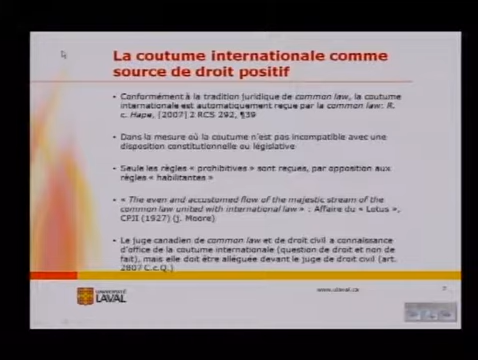 La coutume internationale comme
source de droit positif
• Conformément à la tradition juridique de common law, la coutume
internationale est automatiquement reçue par la common law: R.
c. Hape, [2007] 2 RCS 292, ¶39
• Dans la mesure où la coutume n'est pas incompatible avec une
disposition constitutionnelle ou législative
• Seule les règles « prohibitives » sont reçues, par opposition aux
règles « habilitantes »
• « The even and accustomed flow of the majestic stream of the
common law united with international law » : Affaire du « Lotus »,
CPJI (1927) (j. Moore)
• Le juge canadien de common law et de droit civil a connaissance
d'office de la coutume internationale (question de droit et non de
fait), mais elle doit être alléguée devant le juge de droit civil (art.
2807 C.c.Q.)
UNIVERSITÉ
LAVAL
www.ulaval.ca